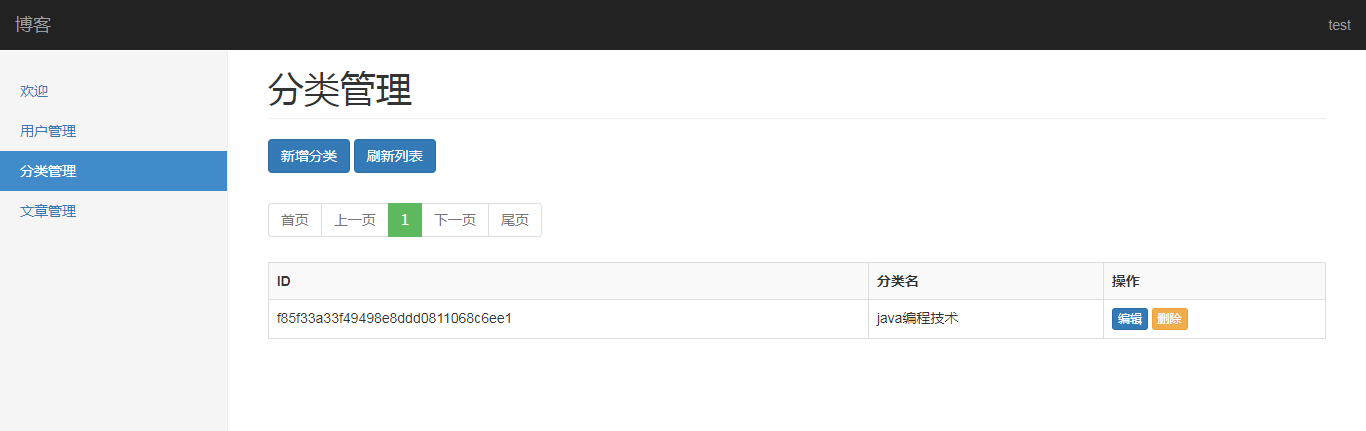 博客 test
欢迎
用户管理
分类管理
文章管理
分类管理
新增分类 刷新列表
首页 上一页 1 下一页 尾页
ID 分类名 操作
f85f33a33f49498e8ddd0811068c6ee1 java编程技术 编辑 删除